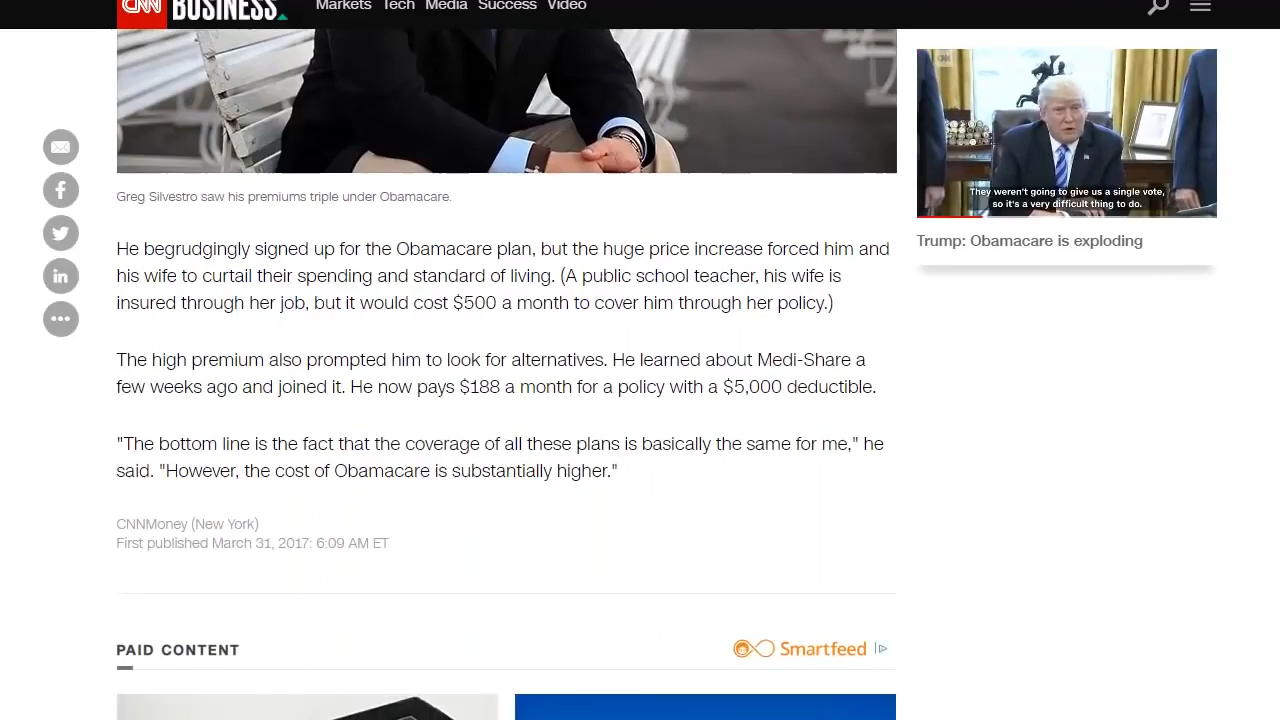 CNN BUSINESS
Markets Tech Media Success Video
CNN
They weren't going to give us a single vote,
so it's a very difficult thing to do.
Trump: Obamacare is exploding
Greg Silvestro saw his premiums triple under Obamacare.
He begrudgingly signed up for the Obamacare plan, but the huge price increase forced him and
his wife to curtail their spending and standard of living. (A public school teacher, his wife is
insured through her job, but it would cost $500 a month to cover him through her policy.)
The high premium also prompted him to look for alternatives. He learned about Medi-Share a
few weeks ago and joined it. He now pays $188 a month for a policy with a $5,000 deductible.
"The bottom line is the fact that the coverage of all these plans is basically the same for me," he
said. "However, the cost of Obamacare is substantially higher."
CNNMoney (New York)
First published March 31, 2017: 6:09 AM ET
PAID CONTENT
Smartfeed